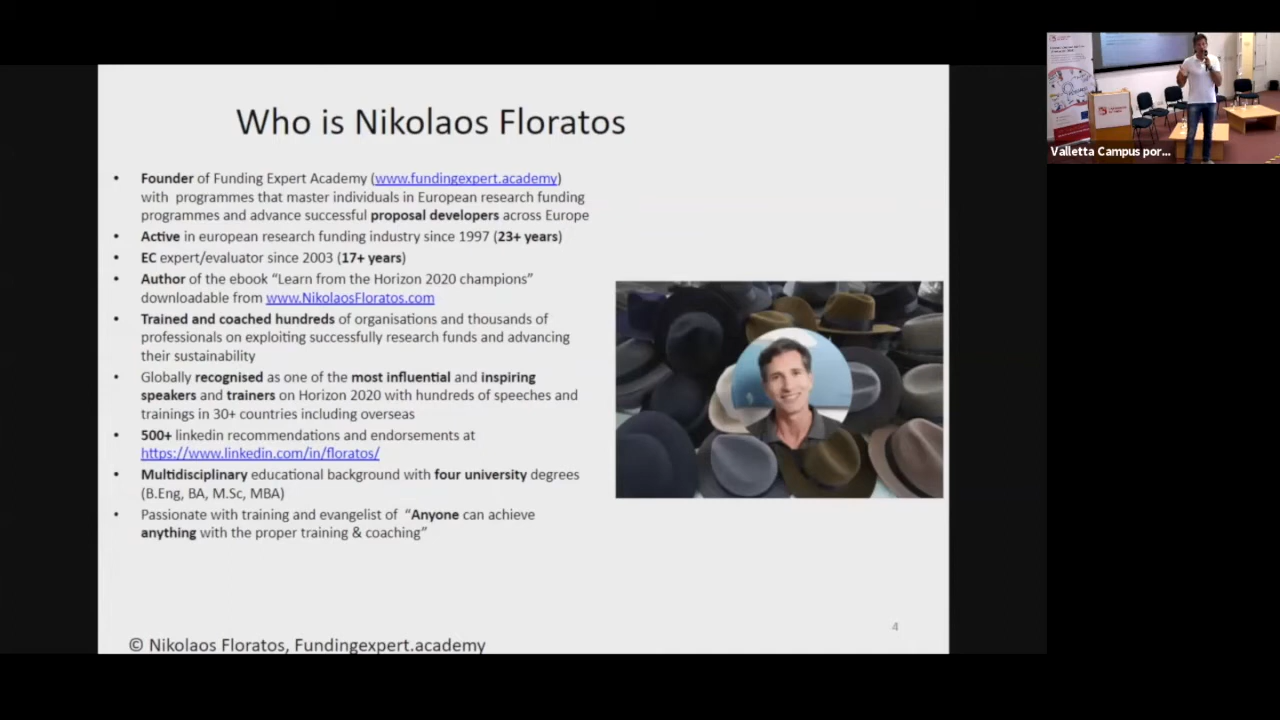 Who is Nikolaos Floratos
• Founder of Funding Expert Academy (www.fundingexpert.academy)
with programmes that master individuals in European research funding
programmes and advance successful proposal developers across Europe
• Active in european research funding industry since 1997 (23+ years)
• EC expert/evaluator since 2003 (17+ years)
• Author of the ebook “Learn from the Horizon 2020 champions”
downloadable from www.NikolaosFloratos.com
• Trained and coached hundreds of organisations and thousands of
professionals on exploiting successfully research funds and advancing
their sustainability
• Globally recognised as one of the most influential and inspiring
speakers and trainers on Horizon 2020 with hundreds of speeches and
trainings in 30+ countries including overseas
• 500+ linkedin recommendations and endorsements at
https://www.linkedin.com/in/floratos/
• Multidisciplinary educational background with four university degrees
(B.Eng, BA, M.Sc, MBA)
• Passionate with training and evangelist of “Anyone can achieve
anything with the proper training & coaching”
4
© Nikolaos Floratos, Fundingexpert.academy
Valletta Campus por...